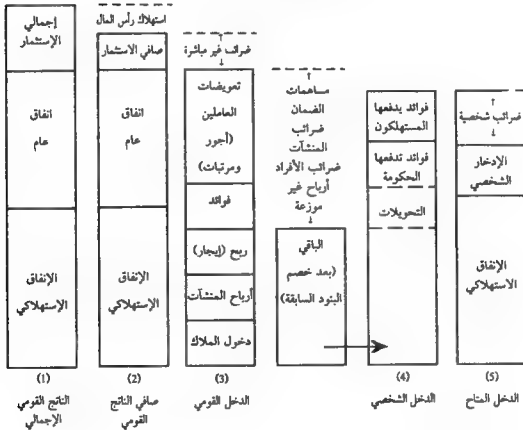 إجمالي
الإستثمار
انفاق
عام
الإنفاق
الإستهلاكي
(1)
الناتج القومي
الإجمالي
استهلاك رأس المال
صافي الاستثمار
انفاق
عام
الإنفاق
الإستهلاكي
(2)
صافي الناتج
القومي
ضرائب غير مباشرة
تعويضات
العاملين
(أجور
ومرتبات)
فوائد
ربح (إيجار)
أرباح المنشآت
دخول الملاك
(3)
الدخل القومي
مساهمات
الضمان
ضرائب
المنشآت
ضرائب الأفراد
أرباح غير
موزعة
الباقي
(بعد خصم
البنود السابقة)
فوائد يدفعها
المستهلكون
فوائد تدفعها
الحكومة
التحويلات
(4)
الدخل الشخصي
ضرائب شخصية
الإدخار
الشخصي
الإنفاق
الاستهلاكي
(5)
الدخل المتاح